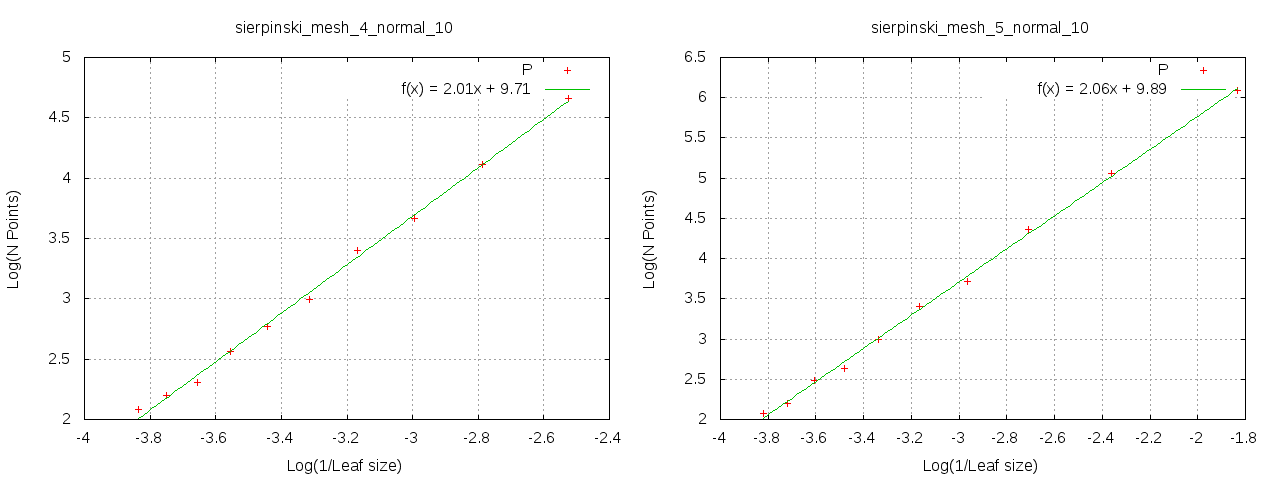 sierpinski_mesh_4_normal_10
5
4.5
4
3.5
3
2.5
2
-4 -3.8 -3.6 -3.4 -3.2 -3 -2.8 -2.6 -2.4
Log(N Points)
Log(1/Leaf size)
P
f(x) = 2.01x + 9.71
sierpinski_mesh_5_normal_10
6.5
6
5.5
5
4.5
4
3.5
3
2.5
2
-4 -3.8 -3.6 -3.4 -3.2 -3 -2.8 -2.6 -2.4 -2.2 -2 -1.8
Log(N Points)
Log(1/Leaf size)
P
f(x) = 2.06x + 9.89